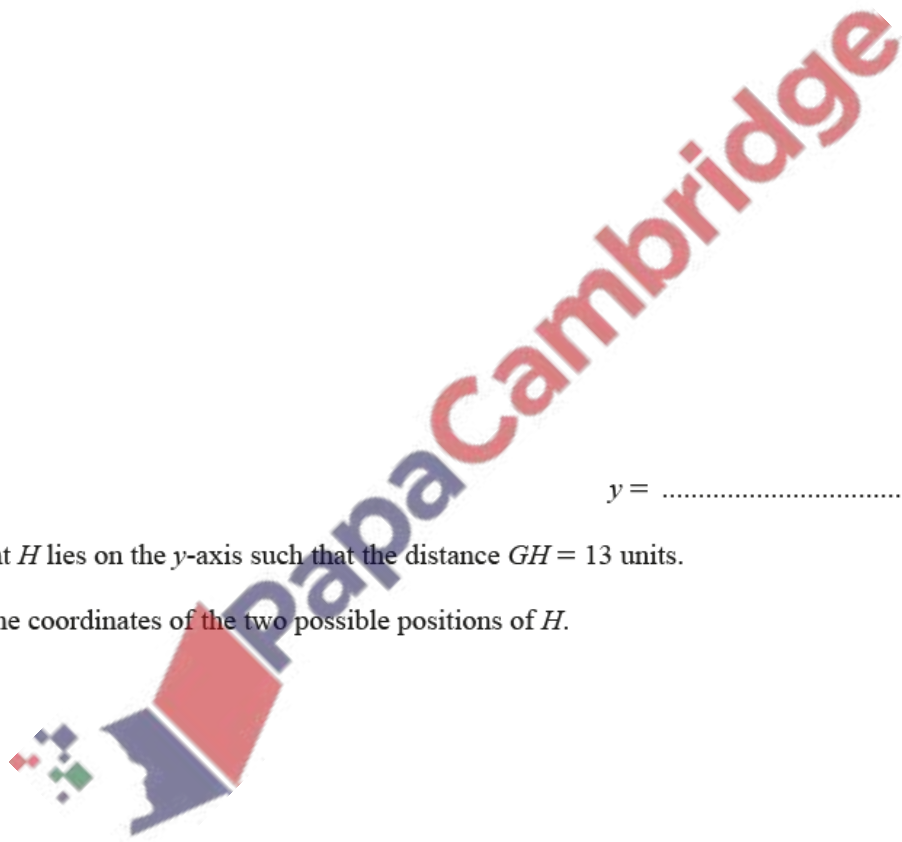 PapaCambridge
y = ................................
t H lies on the y-axis such that the distance GH = 13 units.
e coordinates of the two possible positions of H.